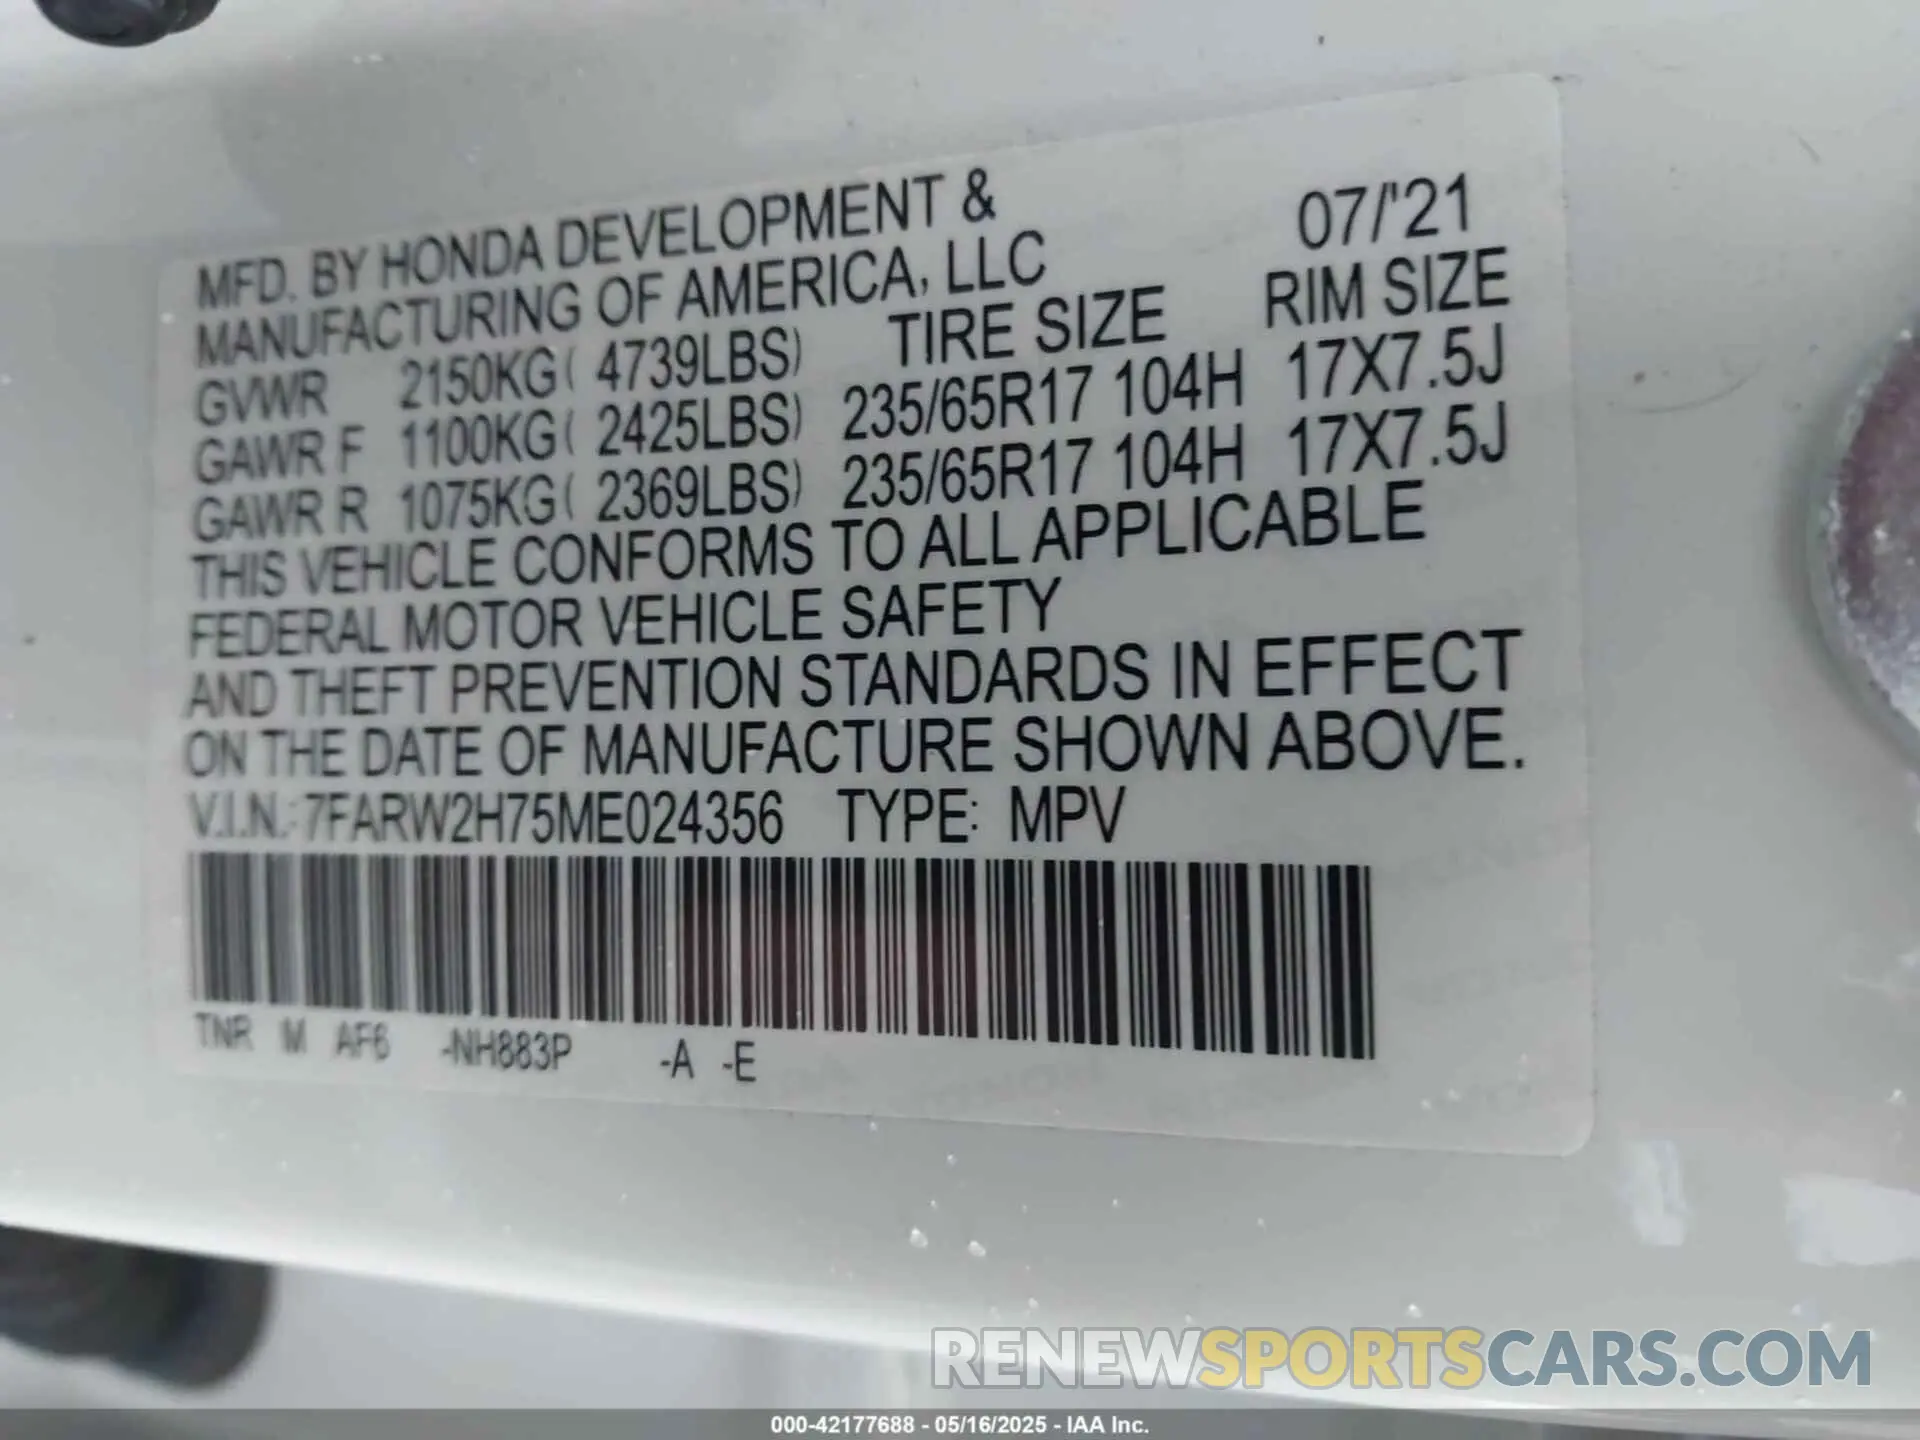 MFD. BY HONDA DEVELOPMENT & 07/'21
MANUFACTURING OF AMERICA, LLC
TIRE SIZE RIM SIZE
GVWR 2150KG( 4739LBS)
GAWR F 1100KG( 2425LBS) 235/65R17 104H 17X7.5J
GAWR R 1075KG( 2369LBS) 235/65R17 104H 17X7.5J
THIS VEHICLE CONFORMS TO ALL APPLICABLE
FEDERAL MOTOR VEHICLE SAFETY
AND THEFT PREVENTION STANDARDS IN EFFECT
ON THE DATE OF MANUFACTURE SHOWN ABOVE.
V.I.N.: 7FARW2H75ME024356 TYPE: MPV
TNR M AF6 -NH883P -A -E
RENEWSPORTSCARS.COM
000-42177688 - 05/16/2025 - IAA Inc.